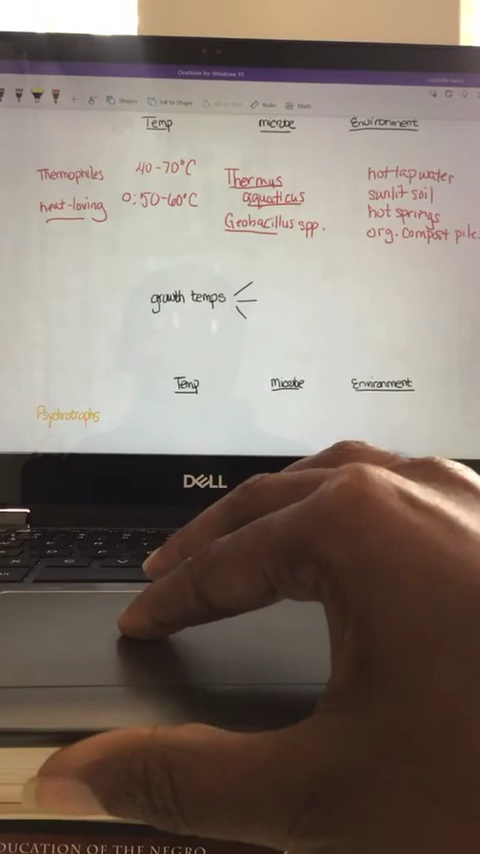 OneNote for Windows 10
Shapes Ink to Shape Ruler Math
Temp microbe Environment
Thermophiles 40-70°C Thermus hot tap water
aquaticus sunlit soil
heat-loving O: 50-60°C Geobacillus spp. hot springs
org. compost pile
growth temps
Temp Microbe Environment
Psychrotrophs
DELL
EDUCATION OF THE NEGRO